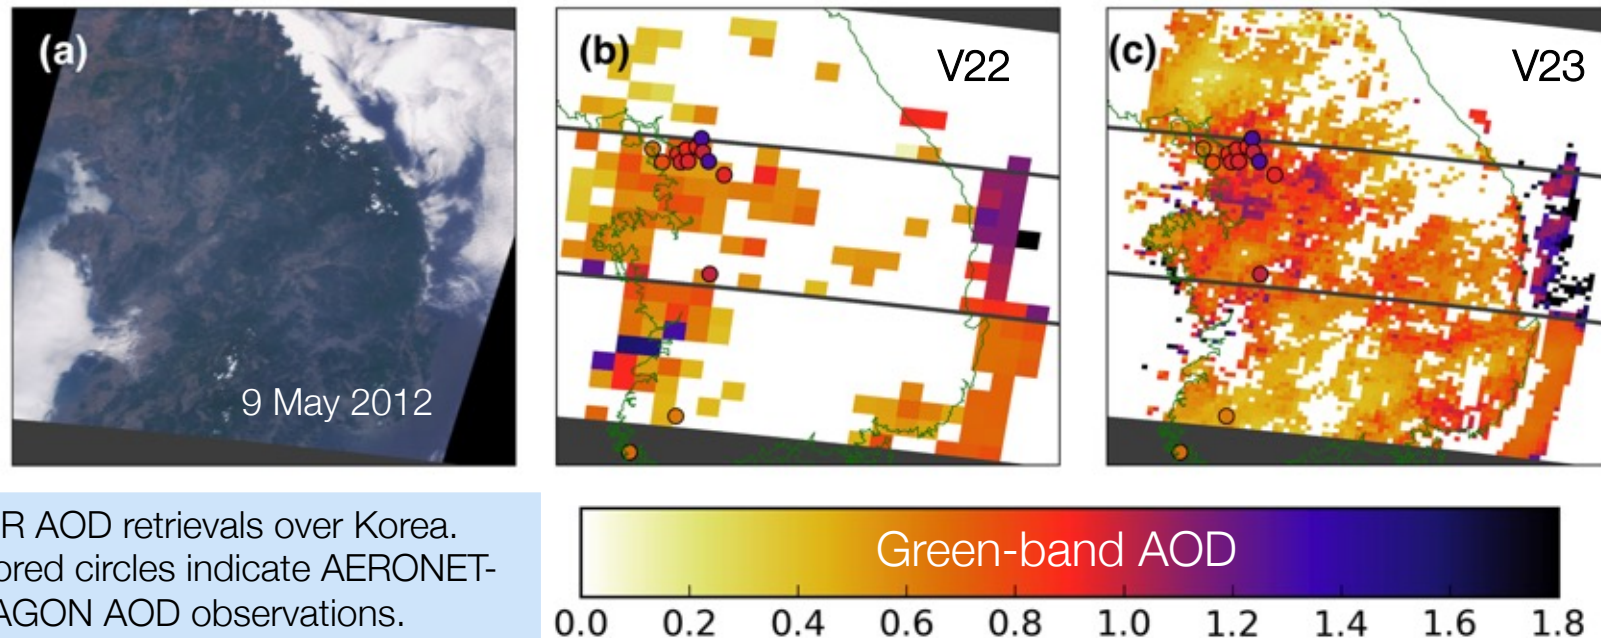 (a)
9 May 2012
(b)
V22
(c)
V23
R AOD retrievals over Korea.
ored circles indicate AERONET-
AGON AOD observations.
Green-band AOD
0.0 0.2 0.4 0.6 0.8 1.0 1.2 1.4 1.6 1.8